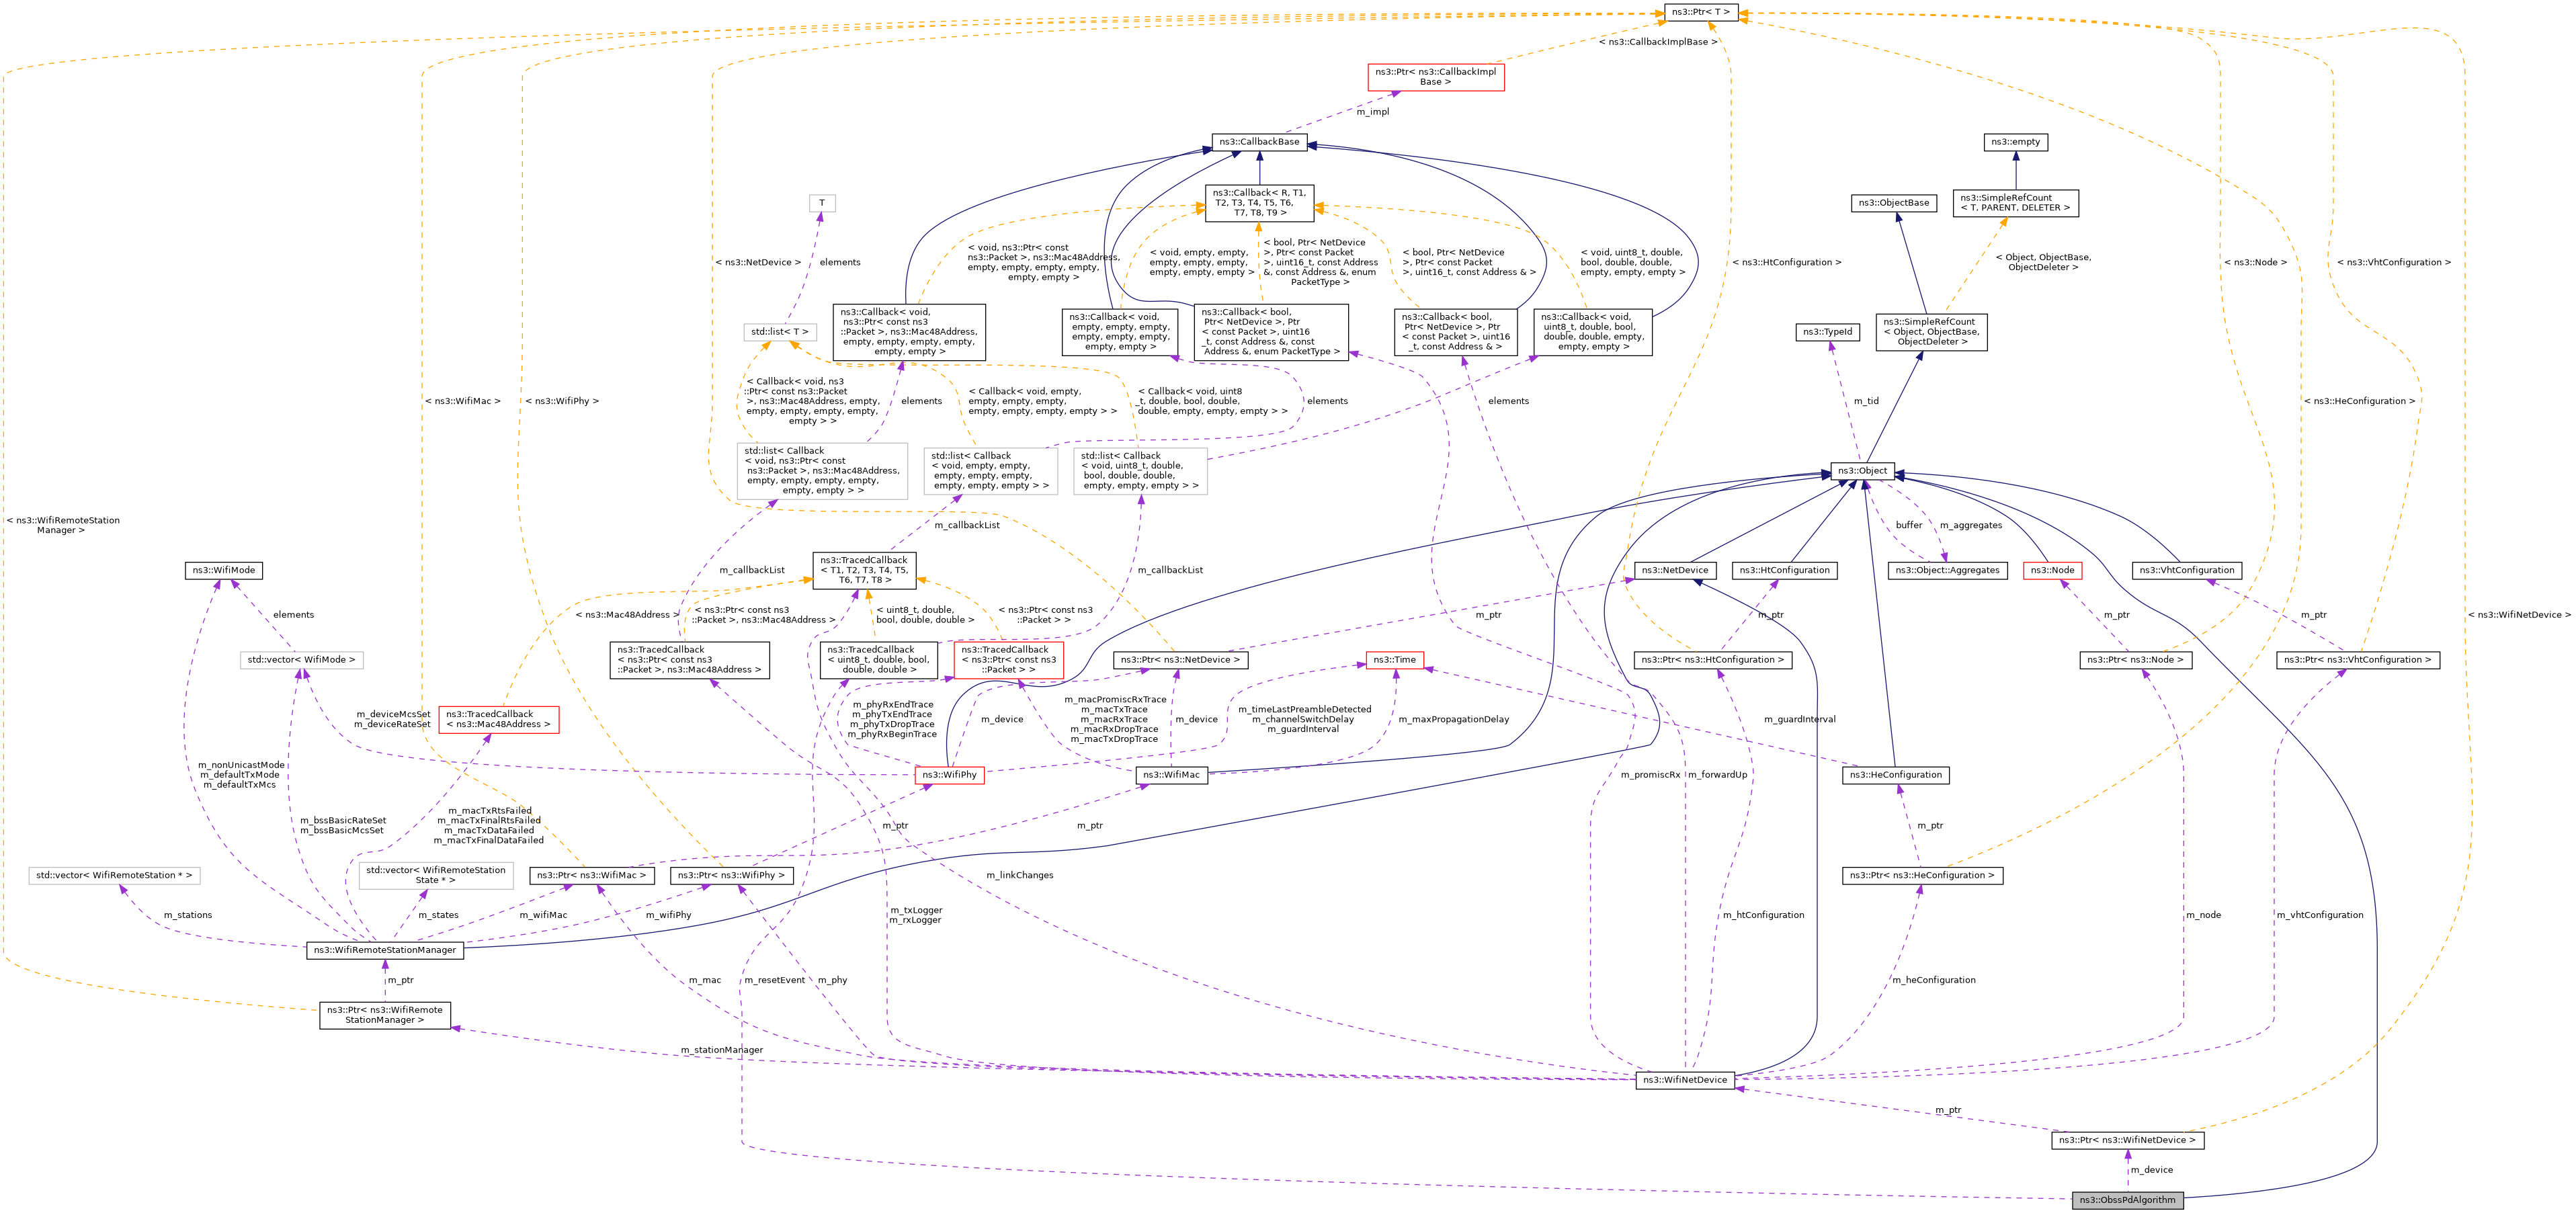 ns3::Ptr< T >
< ns3::CallbackImplBase >
ns3::Ptr< ns3::CallbackImpl
Base >
m_impl
ns3::CallbackBase
ns3::empty
ns3::Callback< R, T1,
T2, T3, T4, T5, T6,
T7, T8, T9 >
ns3::SimpleRefCount
< T, PARENT, DELETER >
T
ns3::ObjectBase
< ns3::NetDevice >
elements
< void, ns3::Ptr< const
ns3::Packet >, ns3::Mac48Address,
empty, empty, empty, empty,
empty, empty >
< void, empty, empty,
empty, empty, empty,
empty, empty, empty >
< bool, Ptr< NetDevice
>, Ptr< const Packet
>, uint16_t, const Address
&, const Address &, enum
PacketType >
< bool, Ptr< NetDevice
>, Ptr< const Packet
>, uint16_t, const Address & >
< void, uint8_t, double,
bool, double, double,
empty, empty, empty >
< ns3::HtConfiguration >
< Object, ObjectBase,
ObjectDeleter >
< ns3::Node >
< ns3::VhtConfiguration >
std::list< T >
ns3::Callback< void,
ns3::Ptr< const ns3
::Packet >, ns3::Mac48Address,
empty, empty, empty, empty,
empty, empty >
ns3::Callback< void,
empty, empty, empty,
empty, empty, empty,
empty, empty >
ns3::Callback< bool,
Ptr< NetDevice >, Ptr
< const Packet >, uint16
_t, const Address &, const
Address &, enum PacketType >
ns3::Callback< bool,
Ptr< NetDevice >, Ptr
< const Packet >, uint16
_t, const Address & >
ns3::Callback< void,
uint8_t, double, bool,
double, double, empty,
empty, empty >
ns3::TypeId
ns3::SimpleRefCount
< Object, ObjectBase,
ObjectDeleter >
< ns3::WifiMac >
< ns3::WifiPhy >
< Callback< void, ns3
::Ptr< const ns3::Packet
>, ns3::Mac48Address, empty,
empty, empty, empty, empty,
empty > >
elements
< Callback< void, empty,
empty, empty, empty,
empty, empty, empty, empty > >
< Callback< void, uint8
_t, double, bool, double,
double, empty, empty, empty > >
elements
elements
m_tid
< ns3::HeConfiguration >
std::list< Callback
< void, ns3::Ptr< const
ns3::Packet >, ns3::Mac48Address,
empty, empty, empty, empty,
empty, empty > >
std::list< Callback
< void, empty, empty,
empty, empty, empty,
empty, empty, empty > >
std::list< Callback
< void, uint8_t, double,
bool, double, double,
empty, empty, empty > >
ns3::Object
< ns3::WifiRemoteStation
Manager >
m_callbackList
buffer
m_aggregates
ns3::WifiMode
ns3::TracedCallback
< T1, T2, T3, T4, T5,
T6, T7, T8 >
m_callbackList
m_callbackList
ns3::NetDevice
ns3::HtConfiguration
ns3::Object::Aggregates
ns3::Node
ns3::VhtConfiguration
elements
< ns3::Mac48Address >
< ns3::Ptr< const ns3
::Packet >, ns3::Mac48Address >
< uint8_t, double,
bool, double, double >
< ns3::Ptr< const ns3
::Packet > >
m_ptr
m_ptr
m_ptr
m_ptr
< ns3::WifiNetDevice >
std::vector< WifiMode >
ns3::TracedCallback
< ns3::Ptr< const ns3
::Packet >, ns3::Mac48Address >
ns3::TracedCallback
< uint8_t, double, bool,
double, double >
ns3::TracedCallback
< ns3::Ptr< const ns3
::Packet > >
ns3::Ptr< ns3::NetDevice >
ns3::Time
ns3::Ptr< ns3::HtConfiguration >
ns3::Ptr< ns3::Node >
ns3::Ptr< ns3::VhtConfiguration >
m_deviceMcsSet
m_deviceRateSet
ns3::TracedCallback
< ns3::Mac48Address >
m_phyRxEndTrace
m_phyTxEndTrace
m_phyTxDropTrace
m_phyRxBeginTrace
m_device
m_macPromiscRxTrace
m_macTxTrace
m_macRxTrace
m_macRxDropTrace
m_macTxDropTrace
m_device
m_timeLastPreambleDetected
m_channelSwitchDelay
m_guardInterval
m_maxPropagationDelay
m_guardInterval
m_nonUnicastMode
m_defaultTxMode
m_defaultTxMcs
ns3::WifiPhy
ns3::WifiMac
m_promiscRx
m_forwardUp
ns3::HeConfiguration
m_bssBasicRateSet
m_bssBasicMcsSet
m_macTxRtsFailed
m_macTxFinalRtsFailed
m_macTxDataFailed
m_macTxFinalDataFailed
m_ptr
m_ptr
m_ptr
std::vector< WifiRemoteStation * >
std::vector< WifiRemoteStation
State * >
ns3::Ptr< ns3::WifiMac >
ns3::Ptr< ns3::WifiPhy >
m_linkChanges
ns3::Ptr< ns3::HeConfiguration >
m_stations
m_states
m_wifiMac
m_wifiPhy
m_txLogger
m_rxLogger
m_htConfiguration
m_node
m_vhtConfiguration
ns3::WifiRemoteStationManager
m_ptr
m_mac
m_resetEvent
m_phy
m_heConfiguration
ns3::Ptr< ns3::WifiRemote
StationManager >
m_stationManager
ns3::WifiNetDevice
m_ptr
ns3::Ptr< ns3::WifiNetDevice >
m_device
ns3::ObssPdAlgorithm